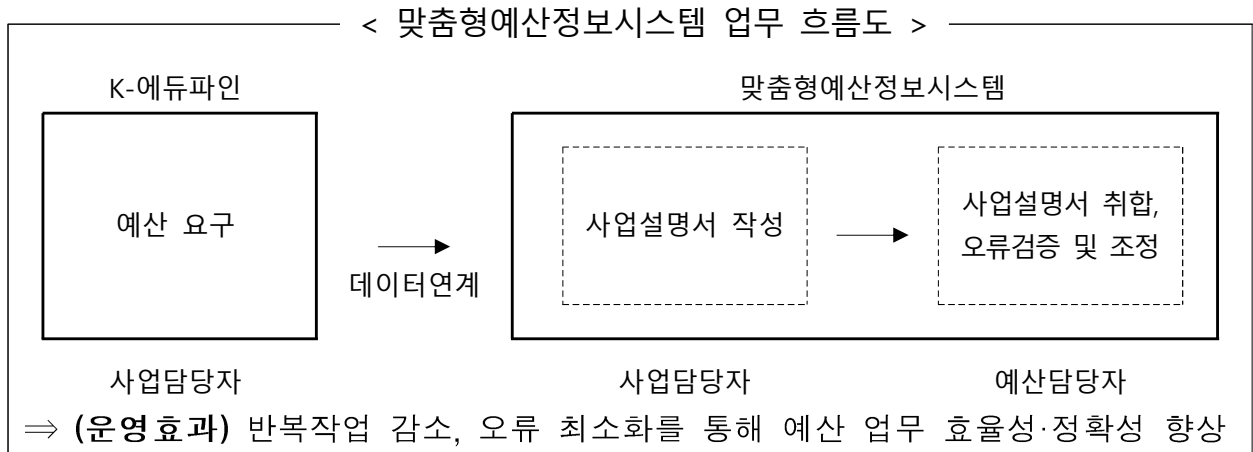 < 맞춤형예산정보시스템 업무 흐름도 >
K-에듀파인
맞춤형예산정보시스템
예산 요구
데이터연계
사업설명서 작성
사업설명서 취합,
오류검증 및 조정
사업담당자
사업담당자
예산담당자
⇒ (운영효과) 반복작업 감소, 오류 최소화를 통해 예산 업무 효율성·정확성 향상